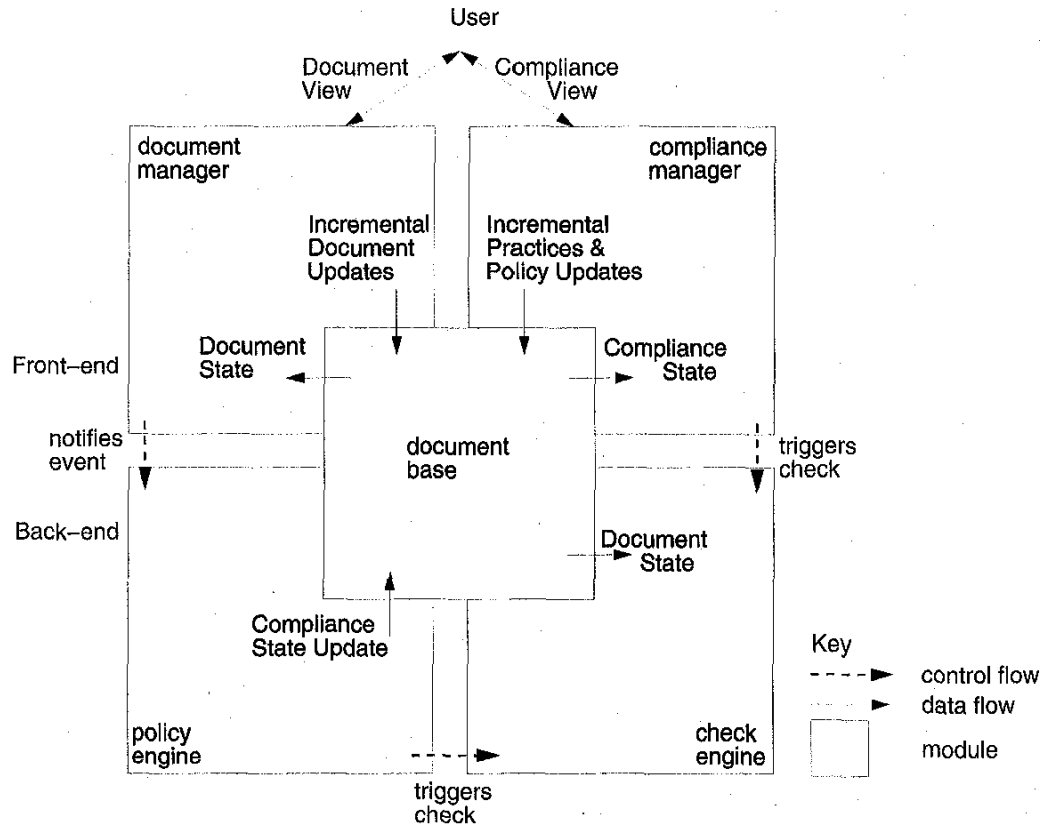 User
Document
View
Compliance
View
document
manager
compliance
manager
Incremental
Document
Updates
Incremental
Practices &
Policy Updates
Front–end
Document
State
Compliance
State
notifies
event
document
base
triggers
check
Back–end
Document
State
Compliance
State Update
policy
engine
check
engine
triggers
check
Key
control flow
data flow
module